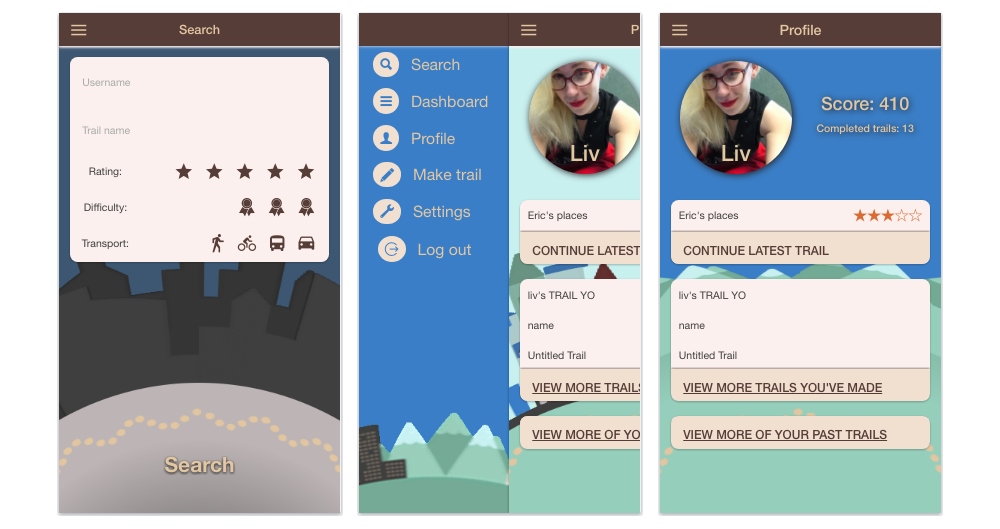 Search
Username
Trail name
Rating:
Difficulty:
Transport:
Search
P
Search
Dashboard
Profile
Make trail
Settings
Log out
Liv
Eric's places
CONTINUE LATEST
liv's TRAIL YO
name
Untitled Trail
VIEW MORE TRAILS
VIEW MORE OF YO
Profile
Liv
Score: 410
Completed trails: 13
Eric's places
CONTINUE LATEST TRAIL
liv's TRAIL YO
name
Untitled Trail
VIEW MORE TRAILS YOU'VE MADE
VIEW MORE OF YOUR PAST TRAILS